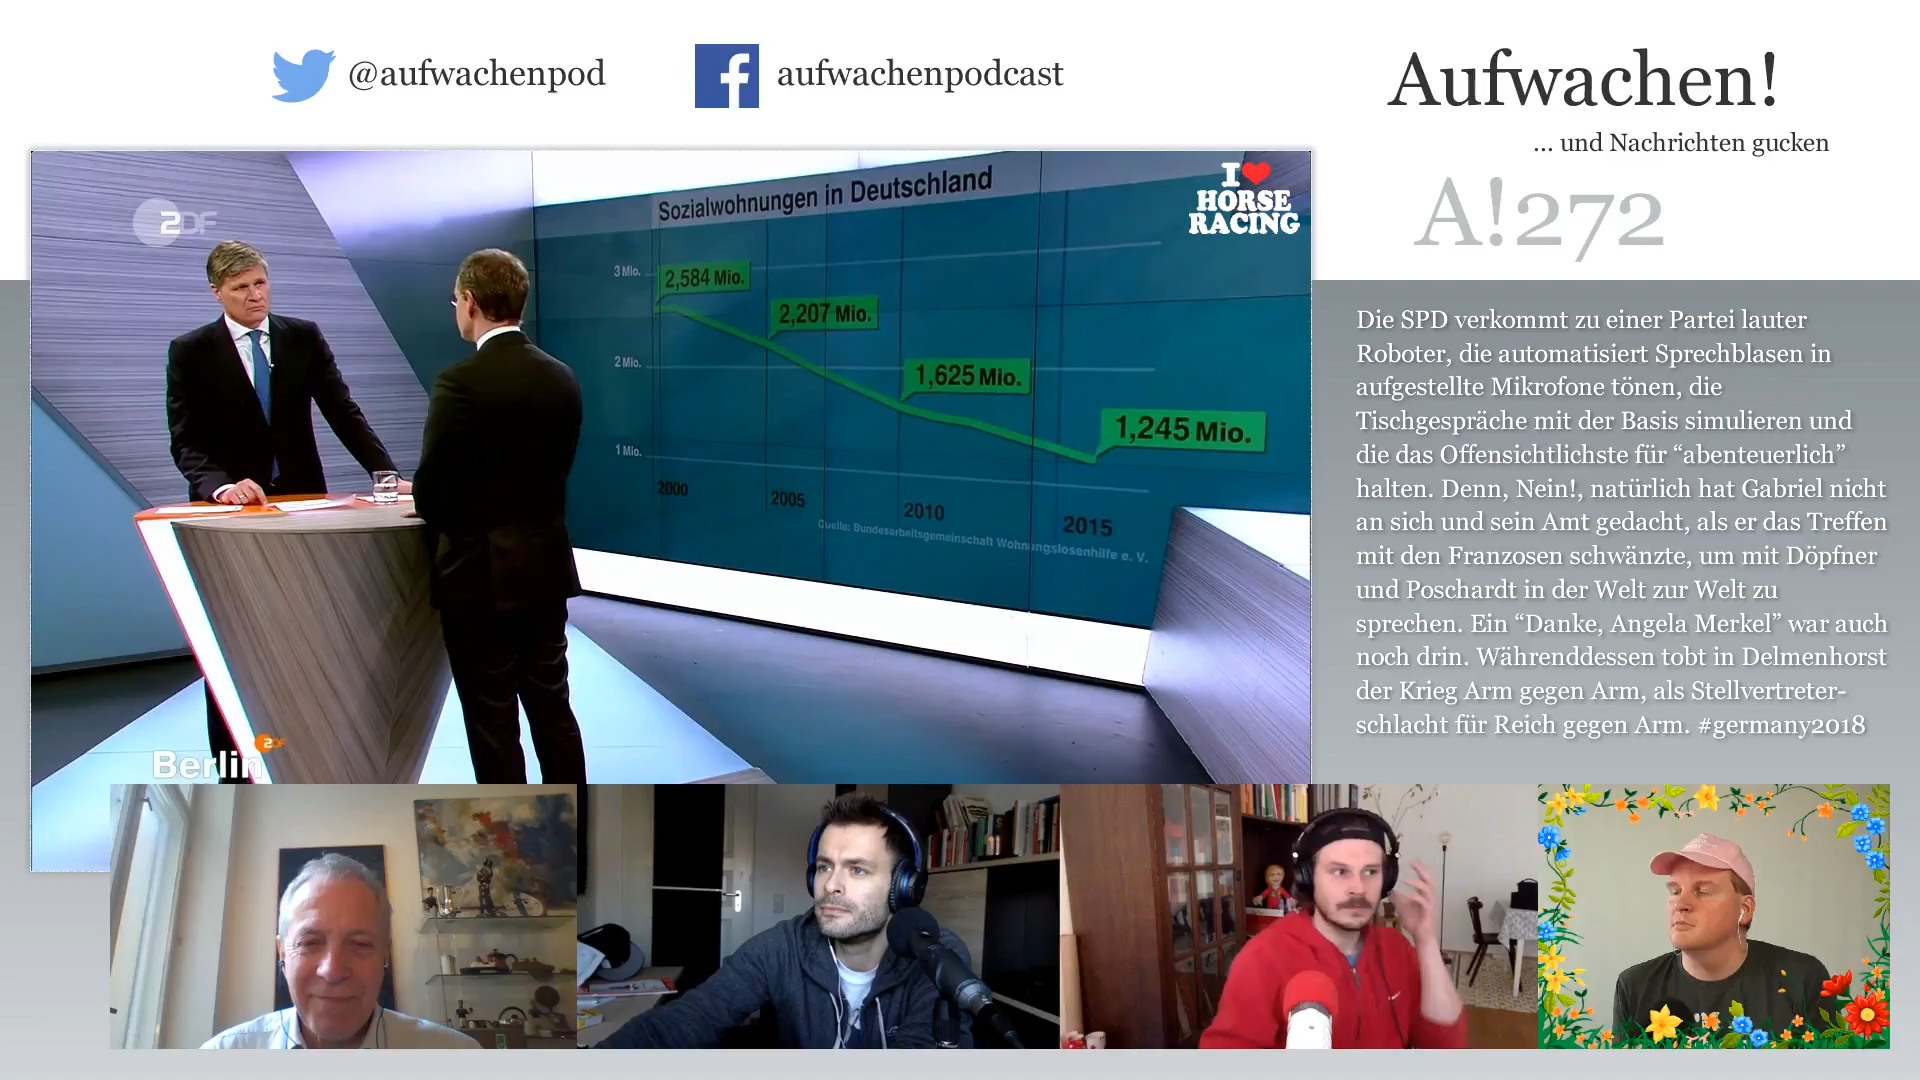 @aufwachenpod
aufwachenpodcast
Aufwachen!
... und Nachrichten gucken
A!272
ZDF
Sozialwohnungen in Deutschland
I❤
HORSE
RACING
3 Mio.
2,584 Mio.
2,207 Mio.
2 Mio.
1,625 Mio.
1,245 Mio.
1 Mio.
2000
2005
2010
2015
Quelle: Bundesarbeitsgemeinschaft Wohnungslosenhilfe e. V.
Berlin
ZDF
Die SPD verkommt zu einer Partei lauter
Roboter, die automatisiert Sprechblasen in
aufgestellte Mikrofone tönen, die
Tischgespräche mit der Basis simulieren und
die das Offensichtlichste für “abenteuerlich”
halten. Denn, Nein!, natürlich hat Gabriel nicht
an sich und sein Amt gedacht, als er das Treffen
mit den Franzosen schwänzte, um mit Döpfner
und Poschardt in der Welt zur Welt zu
sprechen. Ein “Danke, Angela Merkel” war auch
noch drin. Währenddessen tobt in Delmenhorst
der Krieg Arm gegen Arm, als Stellvertreter-
schlacht für Reich gegen Arm. #germany2018